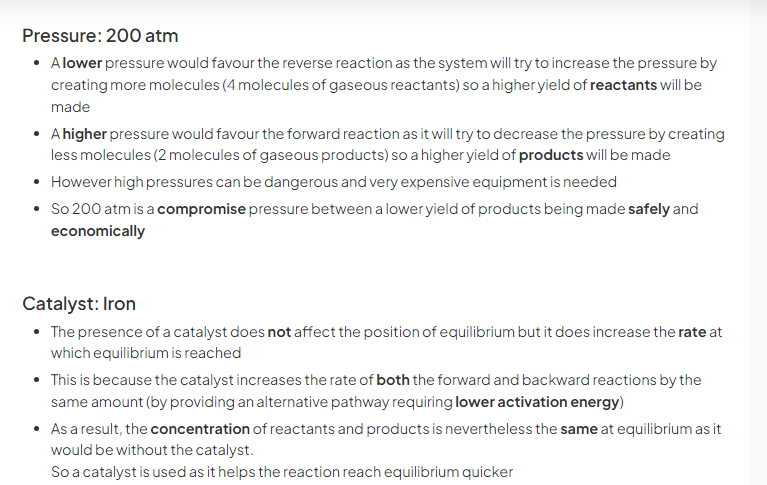 Pressure: 200 atm
• A lower pressure would favour the reverse reaction as the system will try to increase the pressure by
creating more molecules (4 molecules of gaseous reactants) so a higher yield of reactants will be
made
• A higher pressure would favour the forward reaction as it will try to decrease the pressure by creating
less molecules (2 molecules of gaseous products) so a higher yield of products will be made
• However high pressures can be dangerous and very expensive equipment is needed
• So 200 atm is a compromise pressure between a lower yield of products being made safely and
economically
Catalyst: Iron
• The presence of a catalyst does not affect the position of equilibrium but it does increase the rate at
which equilibrium is reached
• This is because the catalyst increases the rate of both the forward and backward reactions by the
same amount (by providing an alternative pathway requiring lower activation energy)
• As a result, the concentration of reactants and products is nevertheless the same at equilibrium as it
would be without the catalyst.
So a catalyst is used as it helps the reaction reach equilibrium quicker